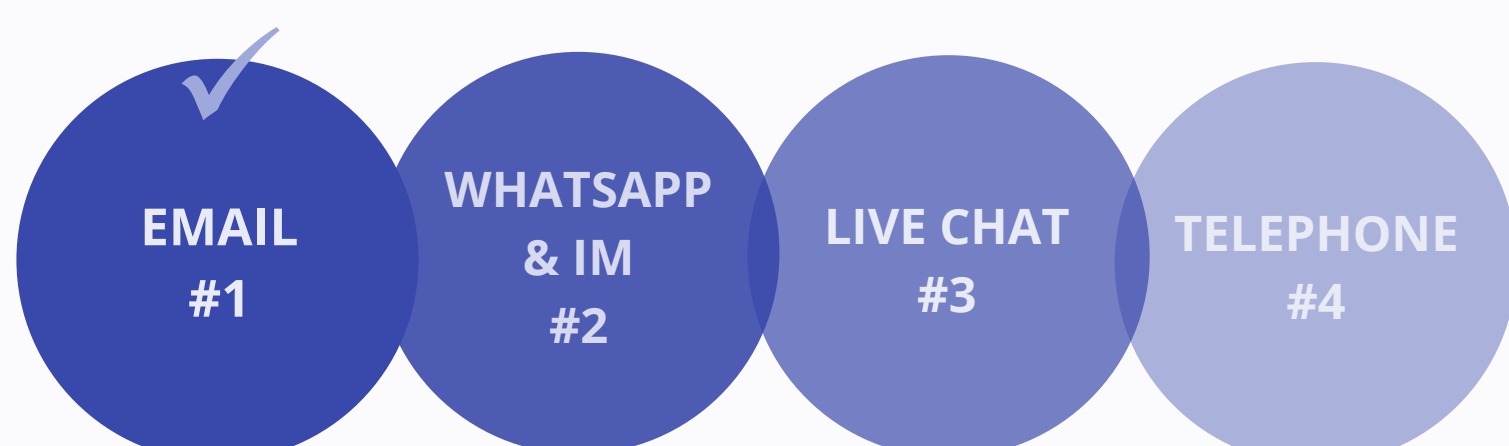 EMAIL
#1
WHATSAPP
& IM
#2
LIVE CHAT
#3
TELEPHONE
#4